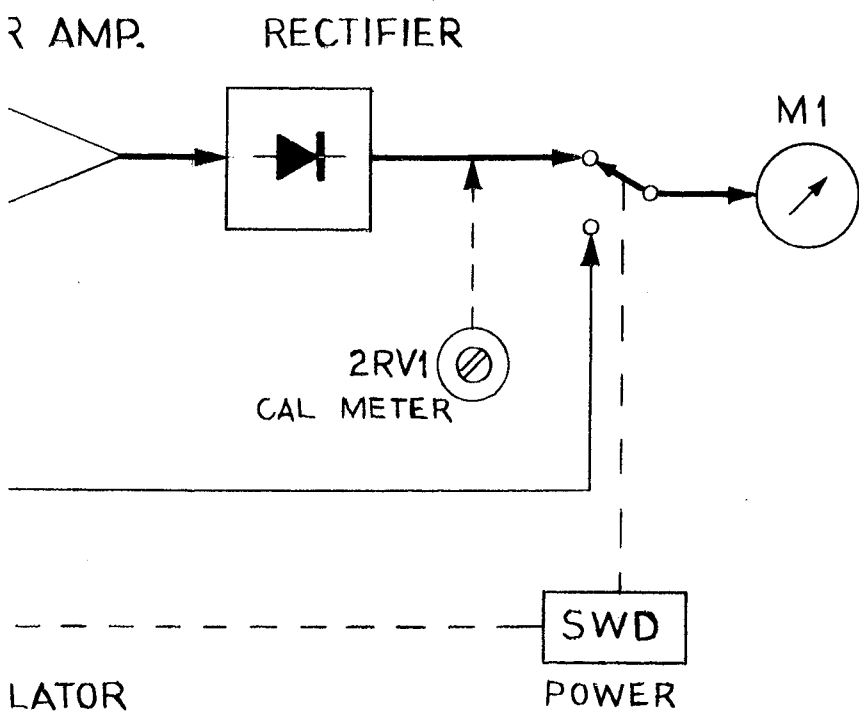 R AMP. RECTIFIER
M1
2RV1
CAL METER
SWD
LATOR POWER